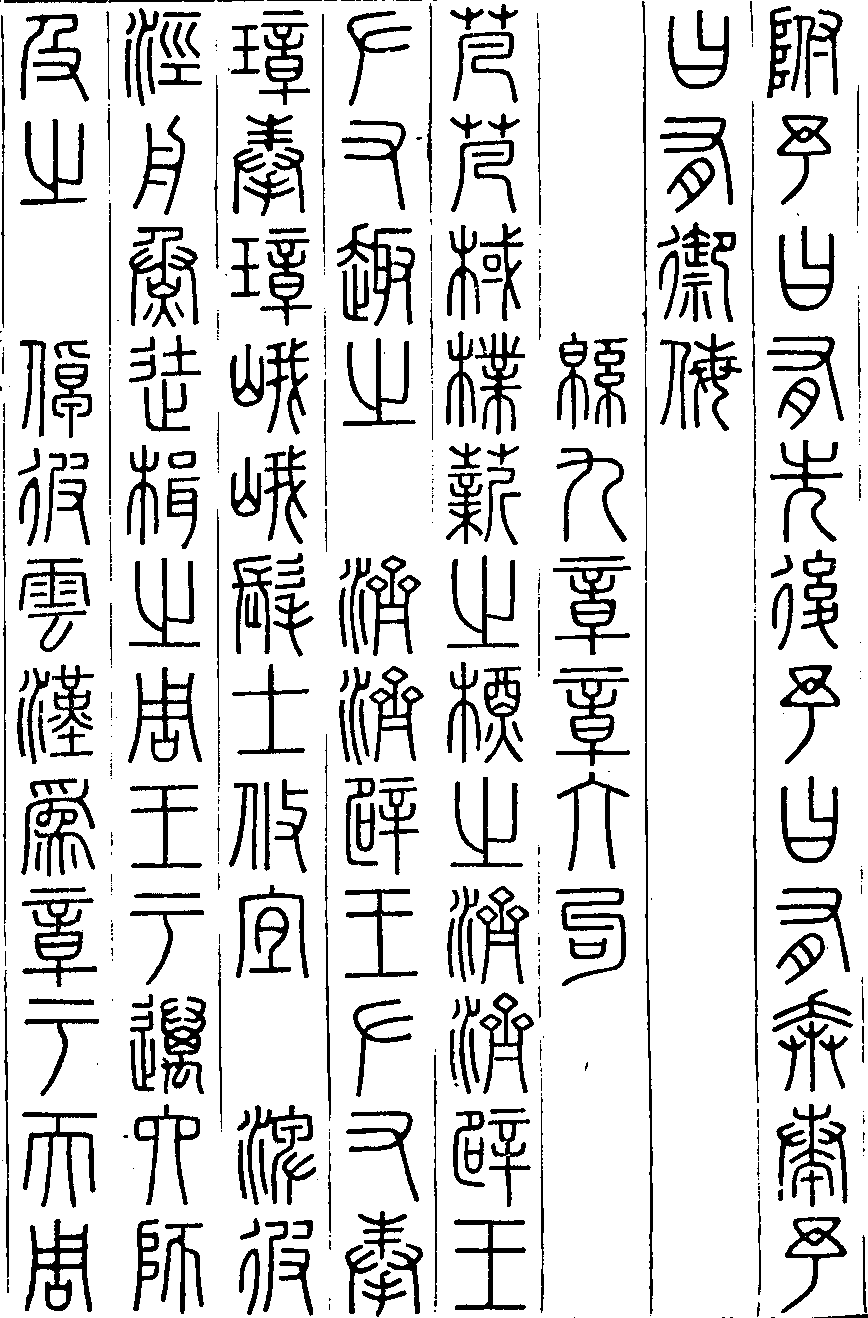 附予曰有先後予曰有奔奏予
曰有禦侮
緜九章章六句
芃芃棫樸薪之槱之濟濟辟王
左右趣之　濟濟辟王左右奉
璋奉璋峨峨髦士攸宜　淠彼
涇舟烝徒楫之周王于邁六師
及之　倬彼雲漢爲章于天周